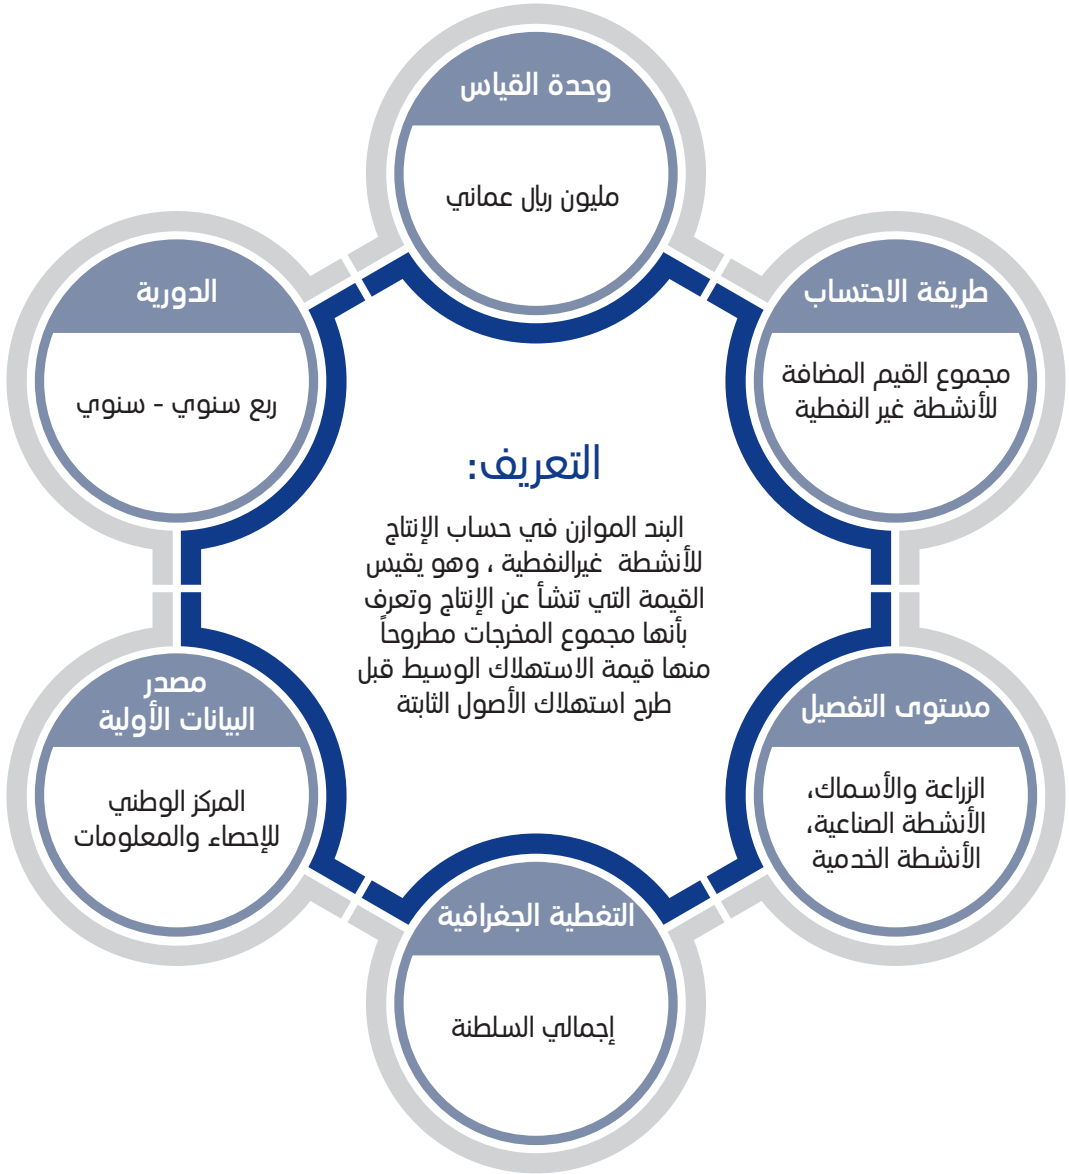 وحدة القياس
مليون ريال عماني
طريقة الاحتساب
مجموع القيم المضافة
للأنشطة غير النفطية
الدورية
ربع سنوي - سنوي
التعريف:
البند الموازن في حساب الإنتاج
للأنشطة غيرالنفطية ، وهو يقيس
القيمة التي تنشأ عن الإنتاج وتعرف
بأنها مجموع المخرجات مطروحاً
منها قيمة الاستهلاك الوسيط قبل
طرح استهلاك الأصول الثابتة
مستوى التفصيل
الزراعة والأسماك،
الأنشطة الصناعية،
الأنشطة الخدمية
مصدر
البيانات الأولية
المركز الوطني
للإحصاء والمعلومات
التغطية الجغرافية
إجمالي السلطنة